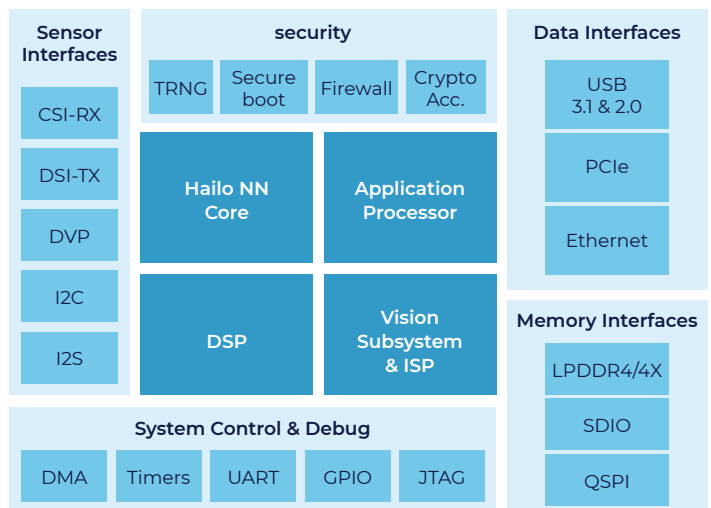 Sensor
Interfaces
CSI-RX
DSI-TX
DVP
I2C
I2S
security
TRNG
Secure
boot
Firewall
Crypto
Acc.
Hailo NN
Core
Application
Processor
DSP
Vision
Subsystem
& ISP
Data Interfaces
USB
3.1 & 2.0
PCIe
Ethernet
Memory Interfaces
LPDDR4/4X
SDIO
QSPI
System Control & Debug
DMA
Timers
UART
GPIO
JTAG